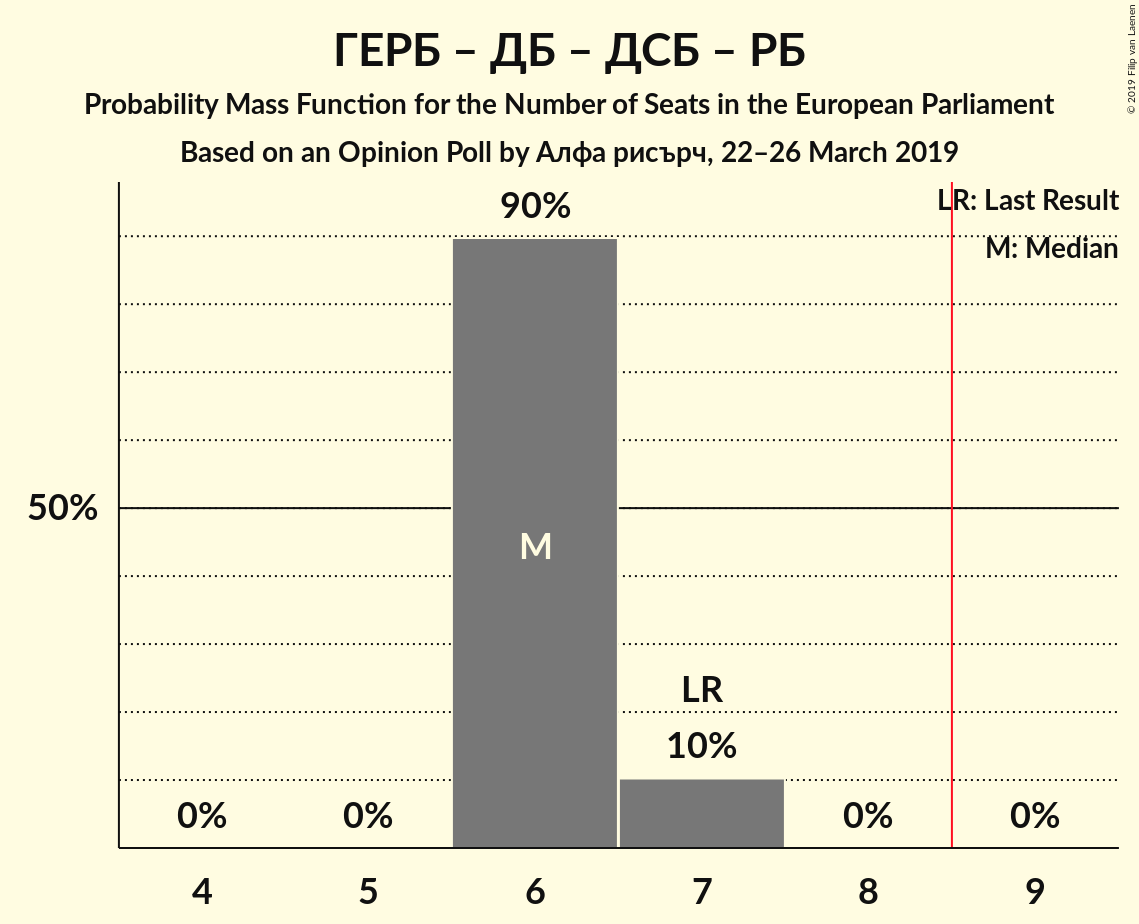 ГЕРБ – ДБ – ДСБ – РБ
Probability Mass Function for the Number of Seats in the European Parliament
Based on an Opinion Poll by Алфа рисърч, 22–26 March 2019
© 2019 Filip van Laenen
LR: Last Result
M: Median
90%
50%
M
LR
10%
0%
0%
0%
0%
4
5
6
7
8
9